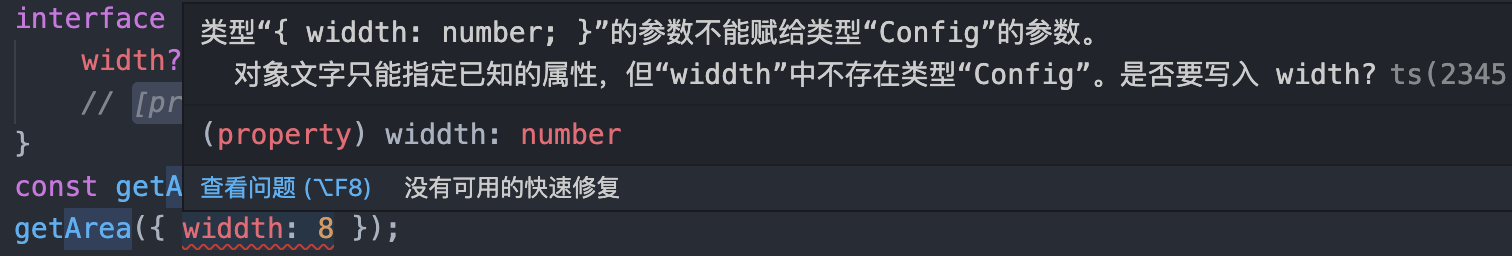 interface
类型“{ widdth: number; }”的参数不能赋给类型“Config”的参数。
width?
对象文字只能指定已知的属性，但“widdth”中不存在类型“Config”。是否要写入 width? ts(2345
// [pr
(property) widdth: number
}
const getA
查看问题 (⌥F8) 没有可用的快速修复
getArea({ widdth: 8 });